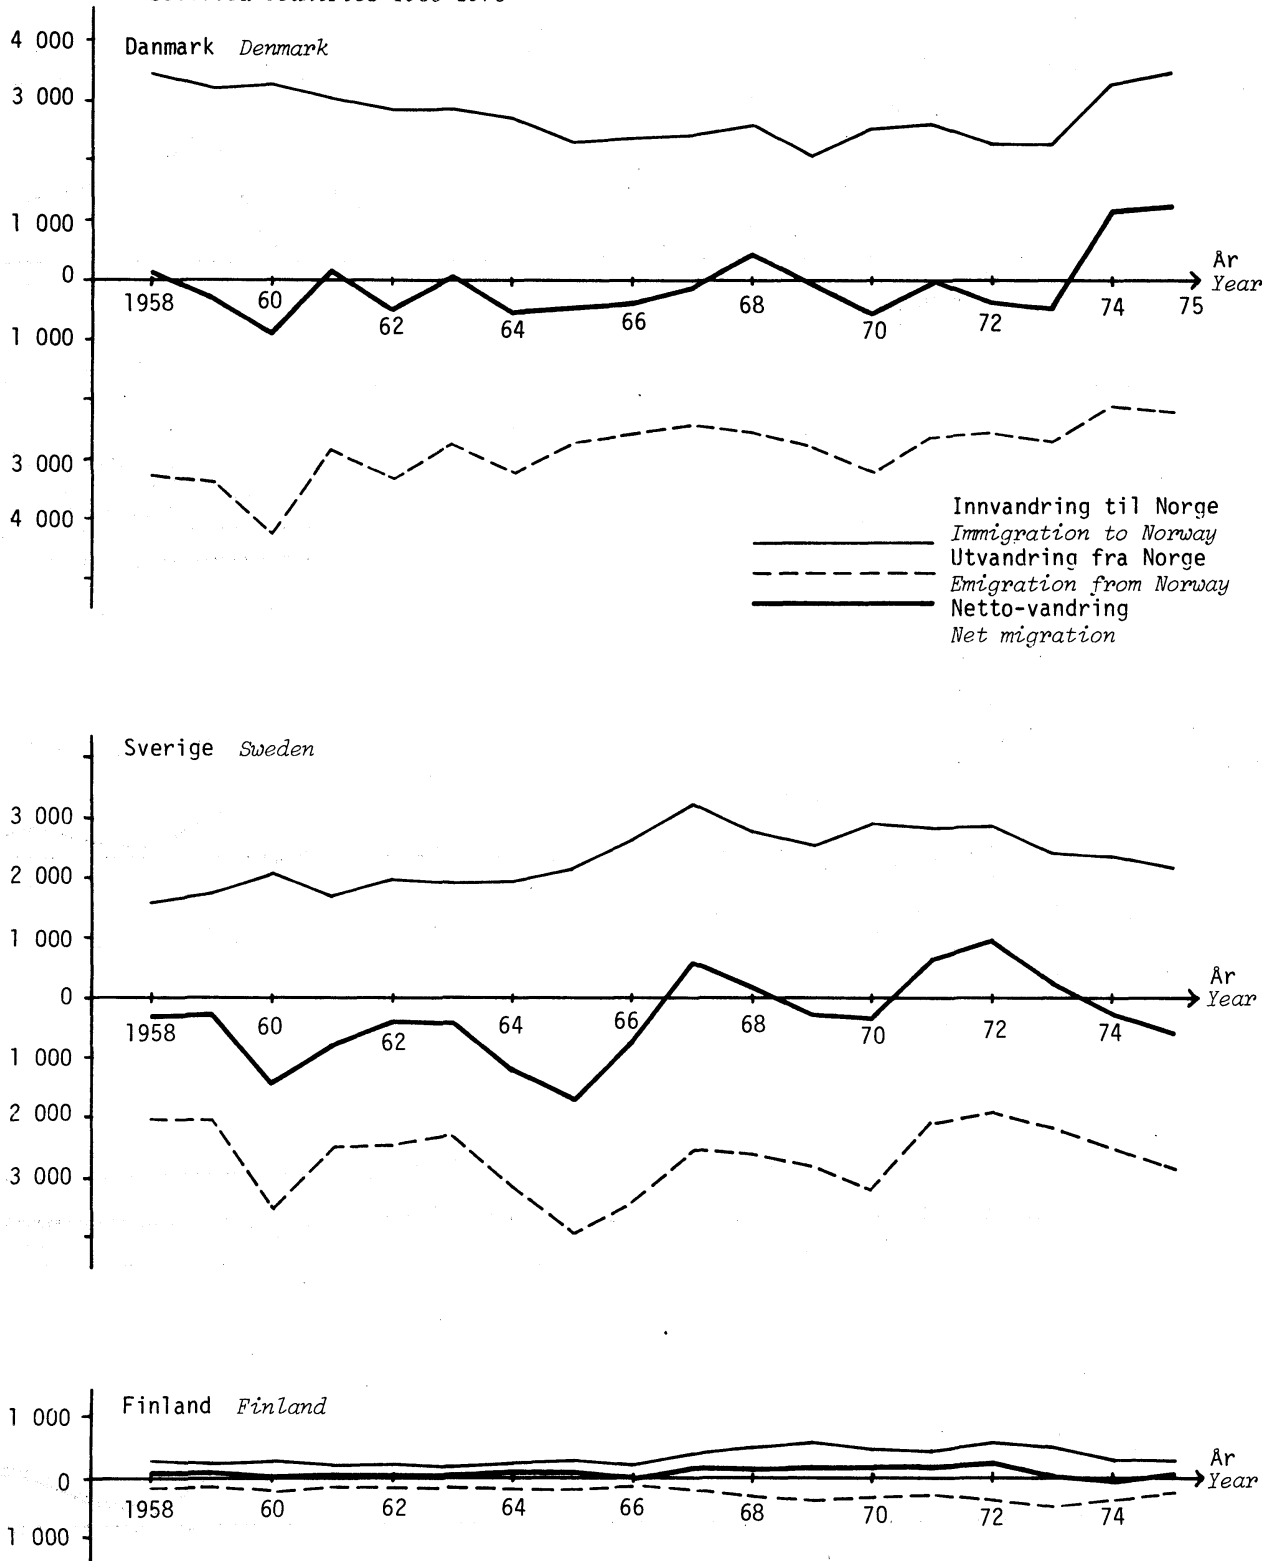 4 000
Danmark Denmark
3 000
1 000
0
År
Year
1958 60 62 64 66 68 70 72 74 75
1 000
3 000
4 000
Innvandring til Norge
Immigration to Norway
Utvandring fra Norge
Emigration from Norway
Netto-vandring
Net migration
Sverige Sweden
3 000
2 000
1 000
0
År
Year
1958 60 62 64 66 68 70 72 74
1 000
2 000
3 000
Finland Finland
1 000
0
År
Year
1958 60 62 64 66 68 70 72 74
1 000